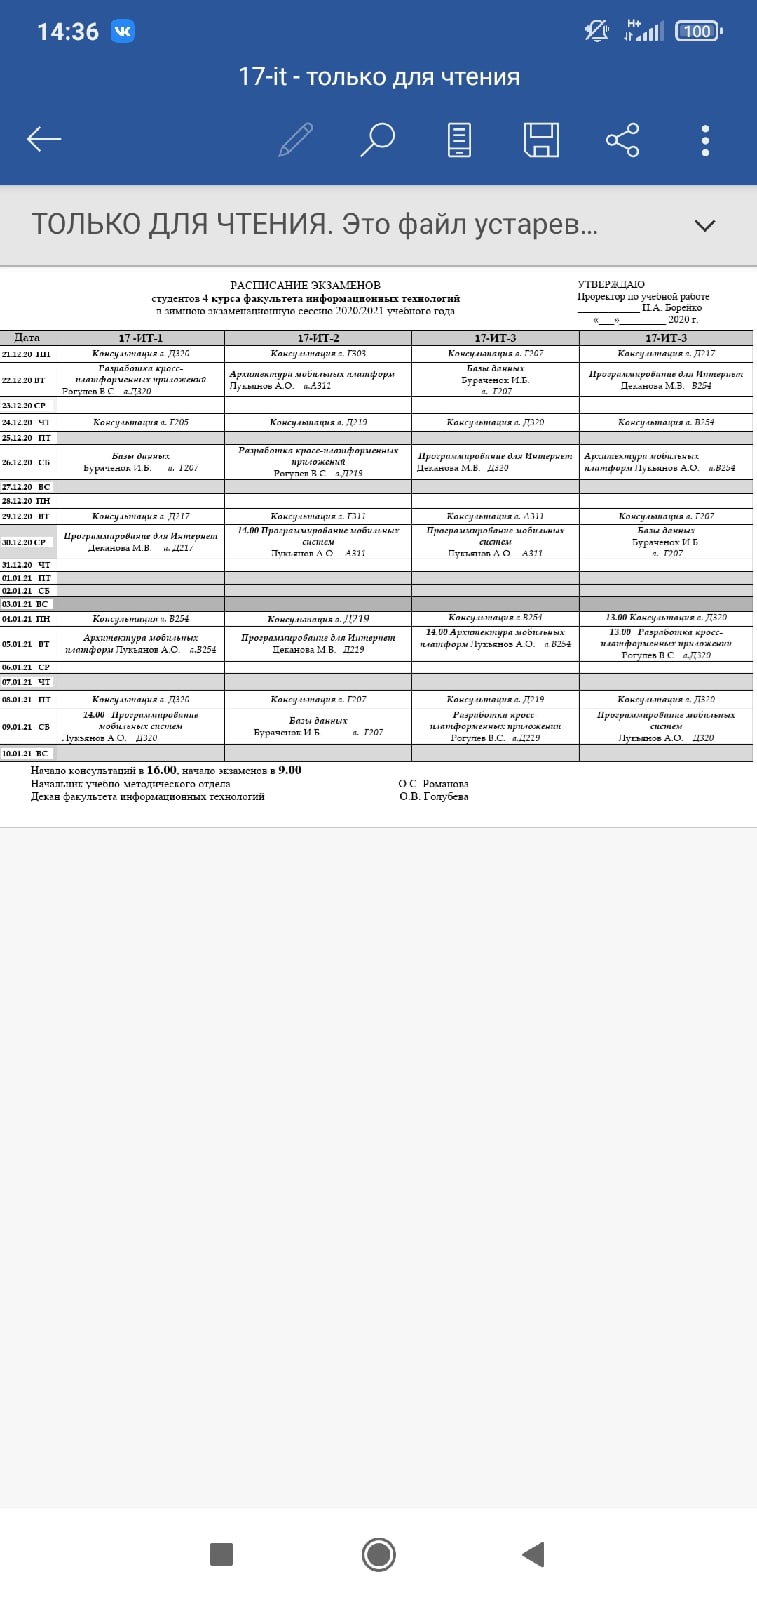 14:36
H+
100
17-it - только для чтения
ТОЛЬКО ДЛЯ ЧТЕНИЯ. Это файл устарев...
РАСПИСАНИЕ ЭКЗАМЕНОВ
студентов 4 курса факультета информационных технологий
в зимнюю экзаменационную сессию 2020/2021 учебного года
УТВЕРЖДАЮ
Проректор по учебной работе
____________ П.А. Борейко
«___»_________ 2020 г.
Дата 17-ИТ-1 17-ИТ-2 17-ИТ-3 17-ИТ-3
21.12.20 ПН Консультация а. Д320 Консультация а. Г303 Консультация а. Г207 Консультация а. Д217
22.12.20 ВТ
Разработка кросс-
платформенных приложений
Рогулев В.С. а.Д320
Архитектура мобильных платформ
Лукьянов А.О. а.А311
Базы данных
Бураченок И.Б.
а. Г207
Программирование для Интернет
Деканова М.В. В254
23.12.20 СР
24.12.20 ЧТ Консультация а. Г205 Консультация а. Д219 Консультация а. Д320 Консультация а. В254
25.12.20 ПТ
26.12.20 СБ
Базы данных
Бураченок И.Б. а. Г207
Разработка кросс-платформенных
приложений
Рогулев В.С. а.Д219
Программирование для Интернет
Деканова М.В. Д320
Архитектура мобильных
платформ Лукьянов А.О. а.В254
27.12.20 ВС
28.12.20 ПН
29.12.20 ВТ Консультация а. Д217 Консультация а. Г311 Консультация а. А311 Консультация а. Г207
30.12.20 СР
Программирование для Интернет
Деканова М.В. а.Д217
14.00 Программирование мобильных
систем
Лукьянов А.О. А311
Программирование мобильных
систем
Лукьянов А.О. А311
Базы данных
Бураченок И.Б.
а. Г207
31.12.20 ЧТ
01.01.21 ПТ
02.01.21 СБ
03.01.21 ВС
04.01.21 ПН Консультация а. В254 Консультация а. Д219 Консультация а.В254 13.00 Консультация а. Д320
05.01.21 ВТ
Архитектура мобильных
платформ Лукьянов А.О. а.В254
Программирование для Интернет
Деканова М.В. Д219
14.00 Архитектура мобильных
платформ Лукьянов А.О. а.В254
13.00 Разработка кросс-
платформенных приложений
Рогулев В.С. а.Д320
06.01.21 СР
07.01.21 ЧТ
08.01.21 ПТ Консультация а. Д320 Консультация а. Г207 Консультация а. Д219 Консультация а. Д320
09.01.21 СБ
14.00 Программирование
мобильных систем
Лукьянов А.О. Д320
Базы данных
Бураченок И.Б. а. Г207
Разработка кросс-
платформенных приложений
Рогулев В.С. а.Д219
Программирование мобильных
систем
Лукьянов А.О. Д320
10.01.21 ВС
Начало консультаций в 16.00, начало экзаменов в 9.00
Начальник учебно-методического отдела О.С. Романова
Декан факультета информационных технологий О.В. Голубева